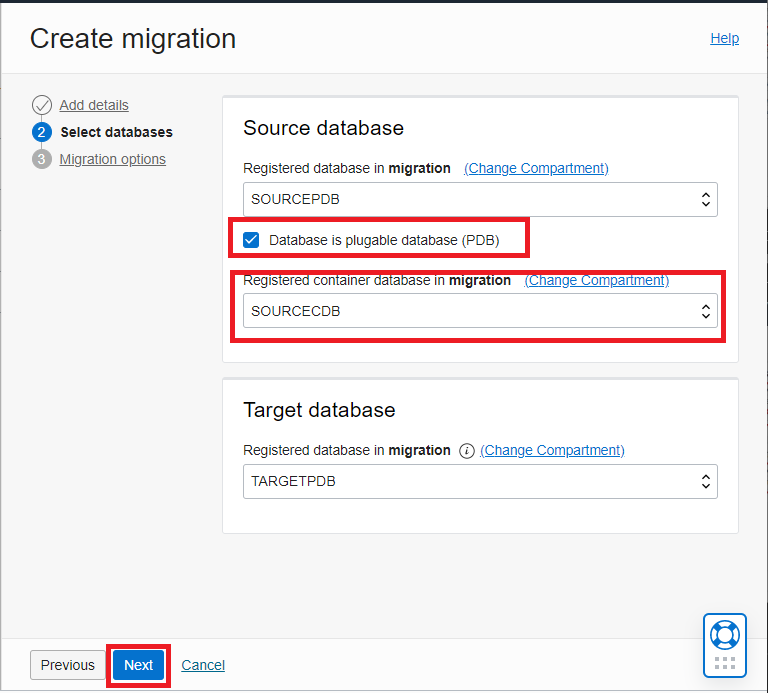 Create migration
Help
Add details
2 Select databases
3 Migration options
Source database
Registered database in migration (Change Compartment)
SOURCEPDB
Database is plugable database (PDB)
Registered container database in migration (Change Compartment)
SOURCECDB
Target database
Registered database in migration i (Change Compartment)
TARGETPDB
Previous Next Cancel